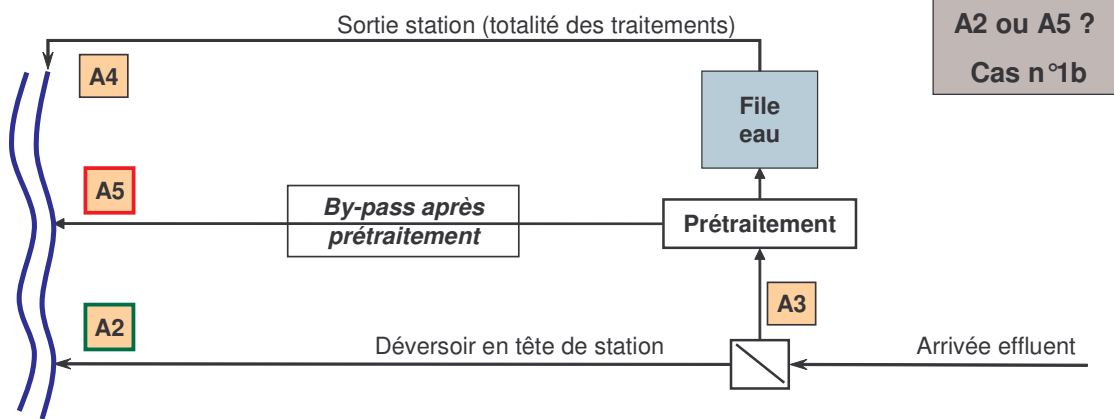 Sortie station (totalité des traitements)
A2 ou A5 ?
Cas n°1b
A4
File
eau
A5
By-pass après
prétraitement
Prétraitement
A3
A2
Déversoir en tête de station
Arrivée effluent